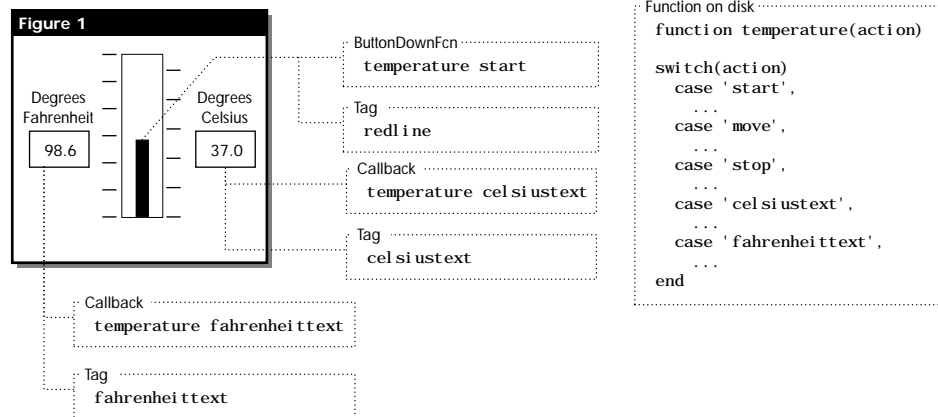 Figure 1
Degrees
Fahrenheit
98.6
Degrees
Celsius
37.0
ButtonDownFcn
temperature start
Tag
redline
Callback
temperature celsiustext
Tag
celsiustext
Callback
temperature fahrenheittext
Tag
fahrenheittext
Function on disk
function temperature(action)
switch(action)
case 'start',
...
case 'move',
...
case 'stop',
...
case 'celsiustext',
...
case 'fahrenheittext',
...
end